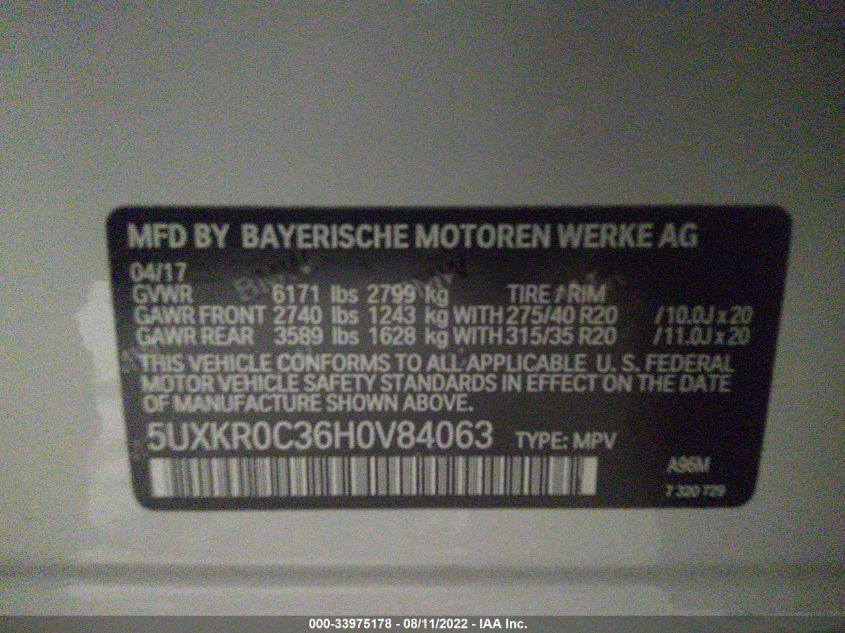 MFD BY BAYERISCHE MOTOREN WERKE AG
04/17
GVWR 6171 lbs 2799 kg TIRE / RIM
GAWR FRONT 2740 lbs 1243 kg WITH 275/40 R20 /10.0J x 20
GAWR REAR 3589 lbs 1628 kg WITH 315/35 R20 /11.0J x 20
THIS VEHICLE CONFORMS TO ALL APPLICABLE U. S. FEDERAL
MOTOR VEHICLE SAFETY STANDARDS IN EFFECT ON THE DATE
OF MANUFACTURE SHOWN ABOVE.
5UXKR0C36H0V84063 TYPE: MPV
A96M
7 320 729
000-33975178 - 08/11/2022 - IAA Inc.